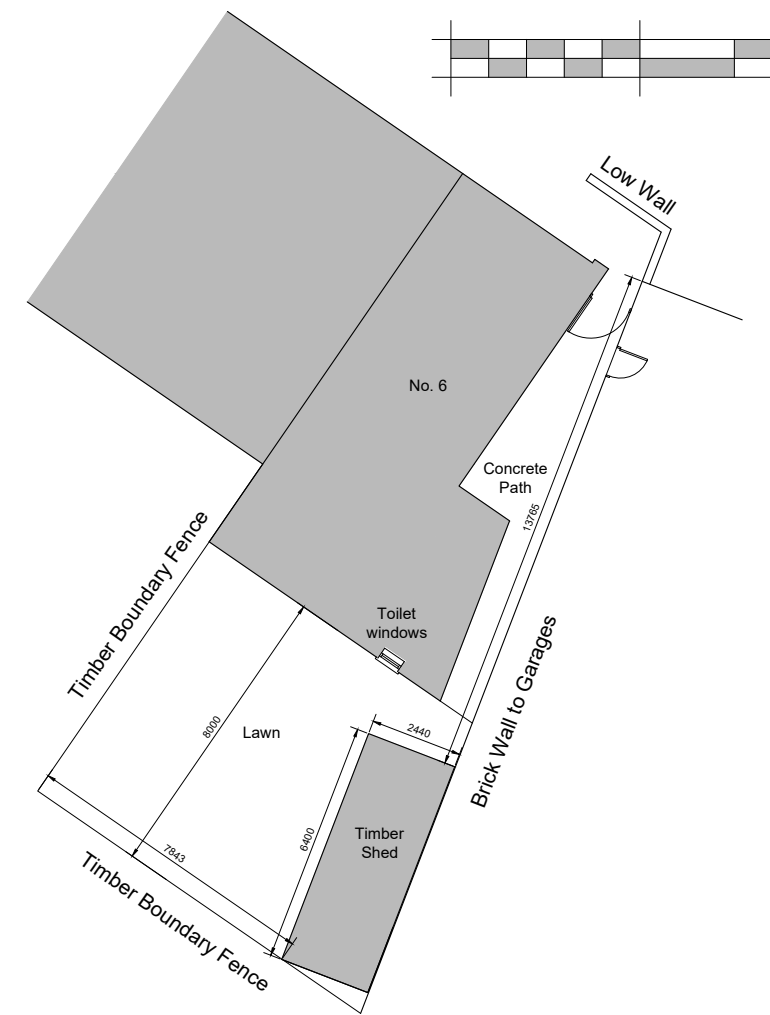 Low Wall
No. 6
Concrete
Path
13765
Timber Boundary Fence
Toilet
windows
Brick Wall to Garages
8000
Lawn
2440
6400
Timber
Shed
7843
Timber Boundary Fence